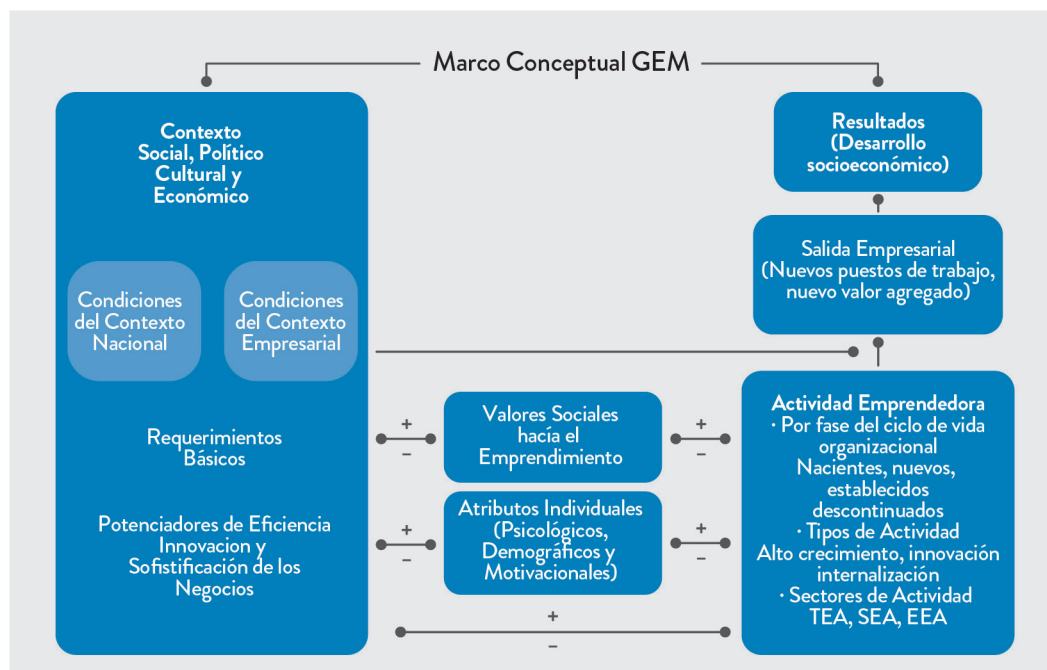 Marco Conceptual GEM
Contexto
Social, Político
Cultural y
Económico
Condiciones
del Contexto
Nacional
Condiciones
del Contexto
Empresarial
Requerimientos
Básicos
Potenciadores de Eficiencia
Innovacion y
Sofistificación de los
Negocios
+
–
Valores Sociales
hacía el
Emprendimiento
+
–
+
–
Atributos Individuales
(Psicológicos,
Demográficos y
Motivacionales)
+
–
+
–
Resultados
(Desarrollo
socioeconómico)
Salida Empresarial
(Nuevos puestos de trabajo,
nuevo valor agregado)
Actividad Emprendedora
· Por fase del ciclo de vida
organizacional
Nacientes, nuevos,
establecidos
descontinuados
· Tipos de Actividad
Alto crecimiento, innovación
internalización
· Sectores de Actividad
TEA, SEA, EEA